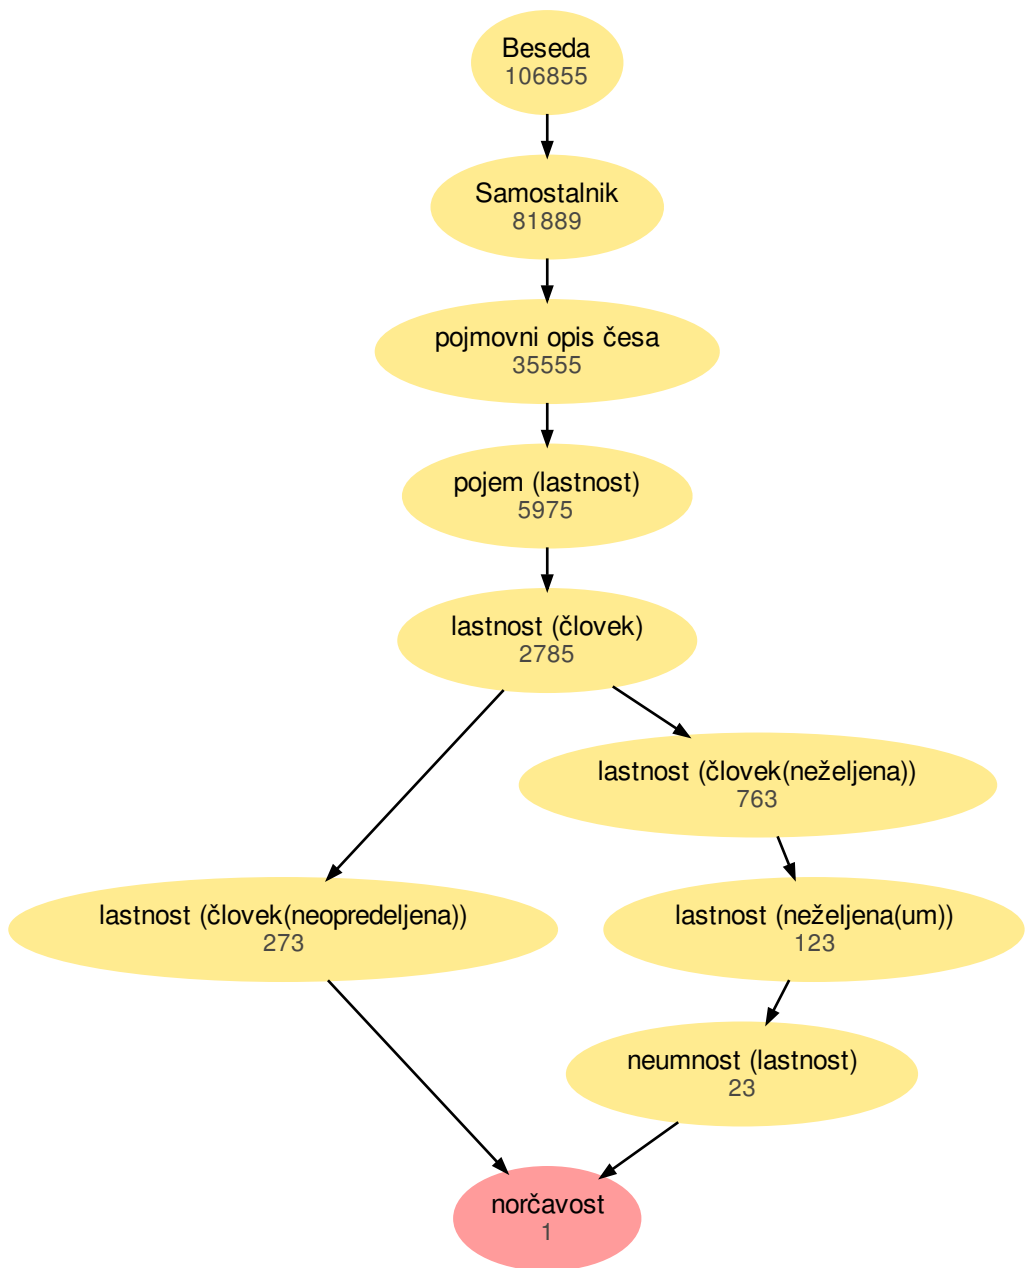 Beseda
106855
Samostalnik
81889
pojmovni opis česa
35555
pojem (lastnost)
5975
lastnost (človek)
2785
lastnost (človek(neželjena))
763
lastnost (človek(neopredeljena))
273
lastnost (neželjena(um))
123
neumnost (lastnost)
23
norčavost
1